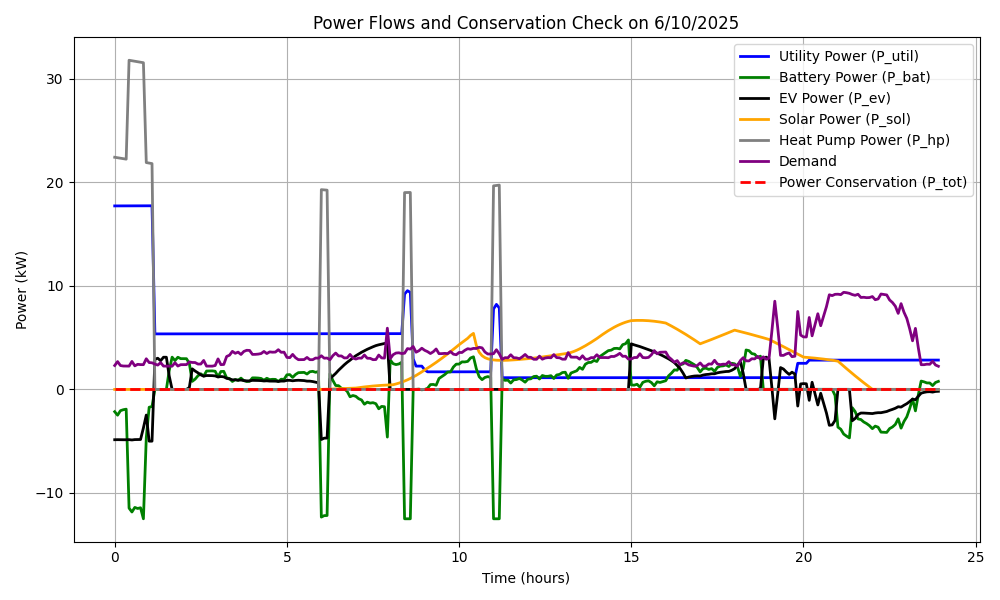 Power Flows and Conservation Check on 6/10/2025
Utility Power (P_util)
Battery Power (P_bat)
EV Power (P_ev)
Solar Power (P_sol)
Heat Pump Power (P_hp)
Demand
Power Conservation (P_tot)
Power (kW)
30
20
10
0
−10
0
5
10
15
20
25
Time (hours)